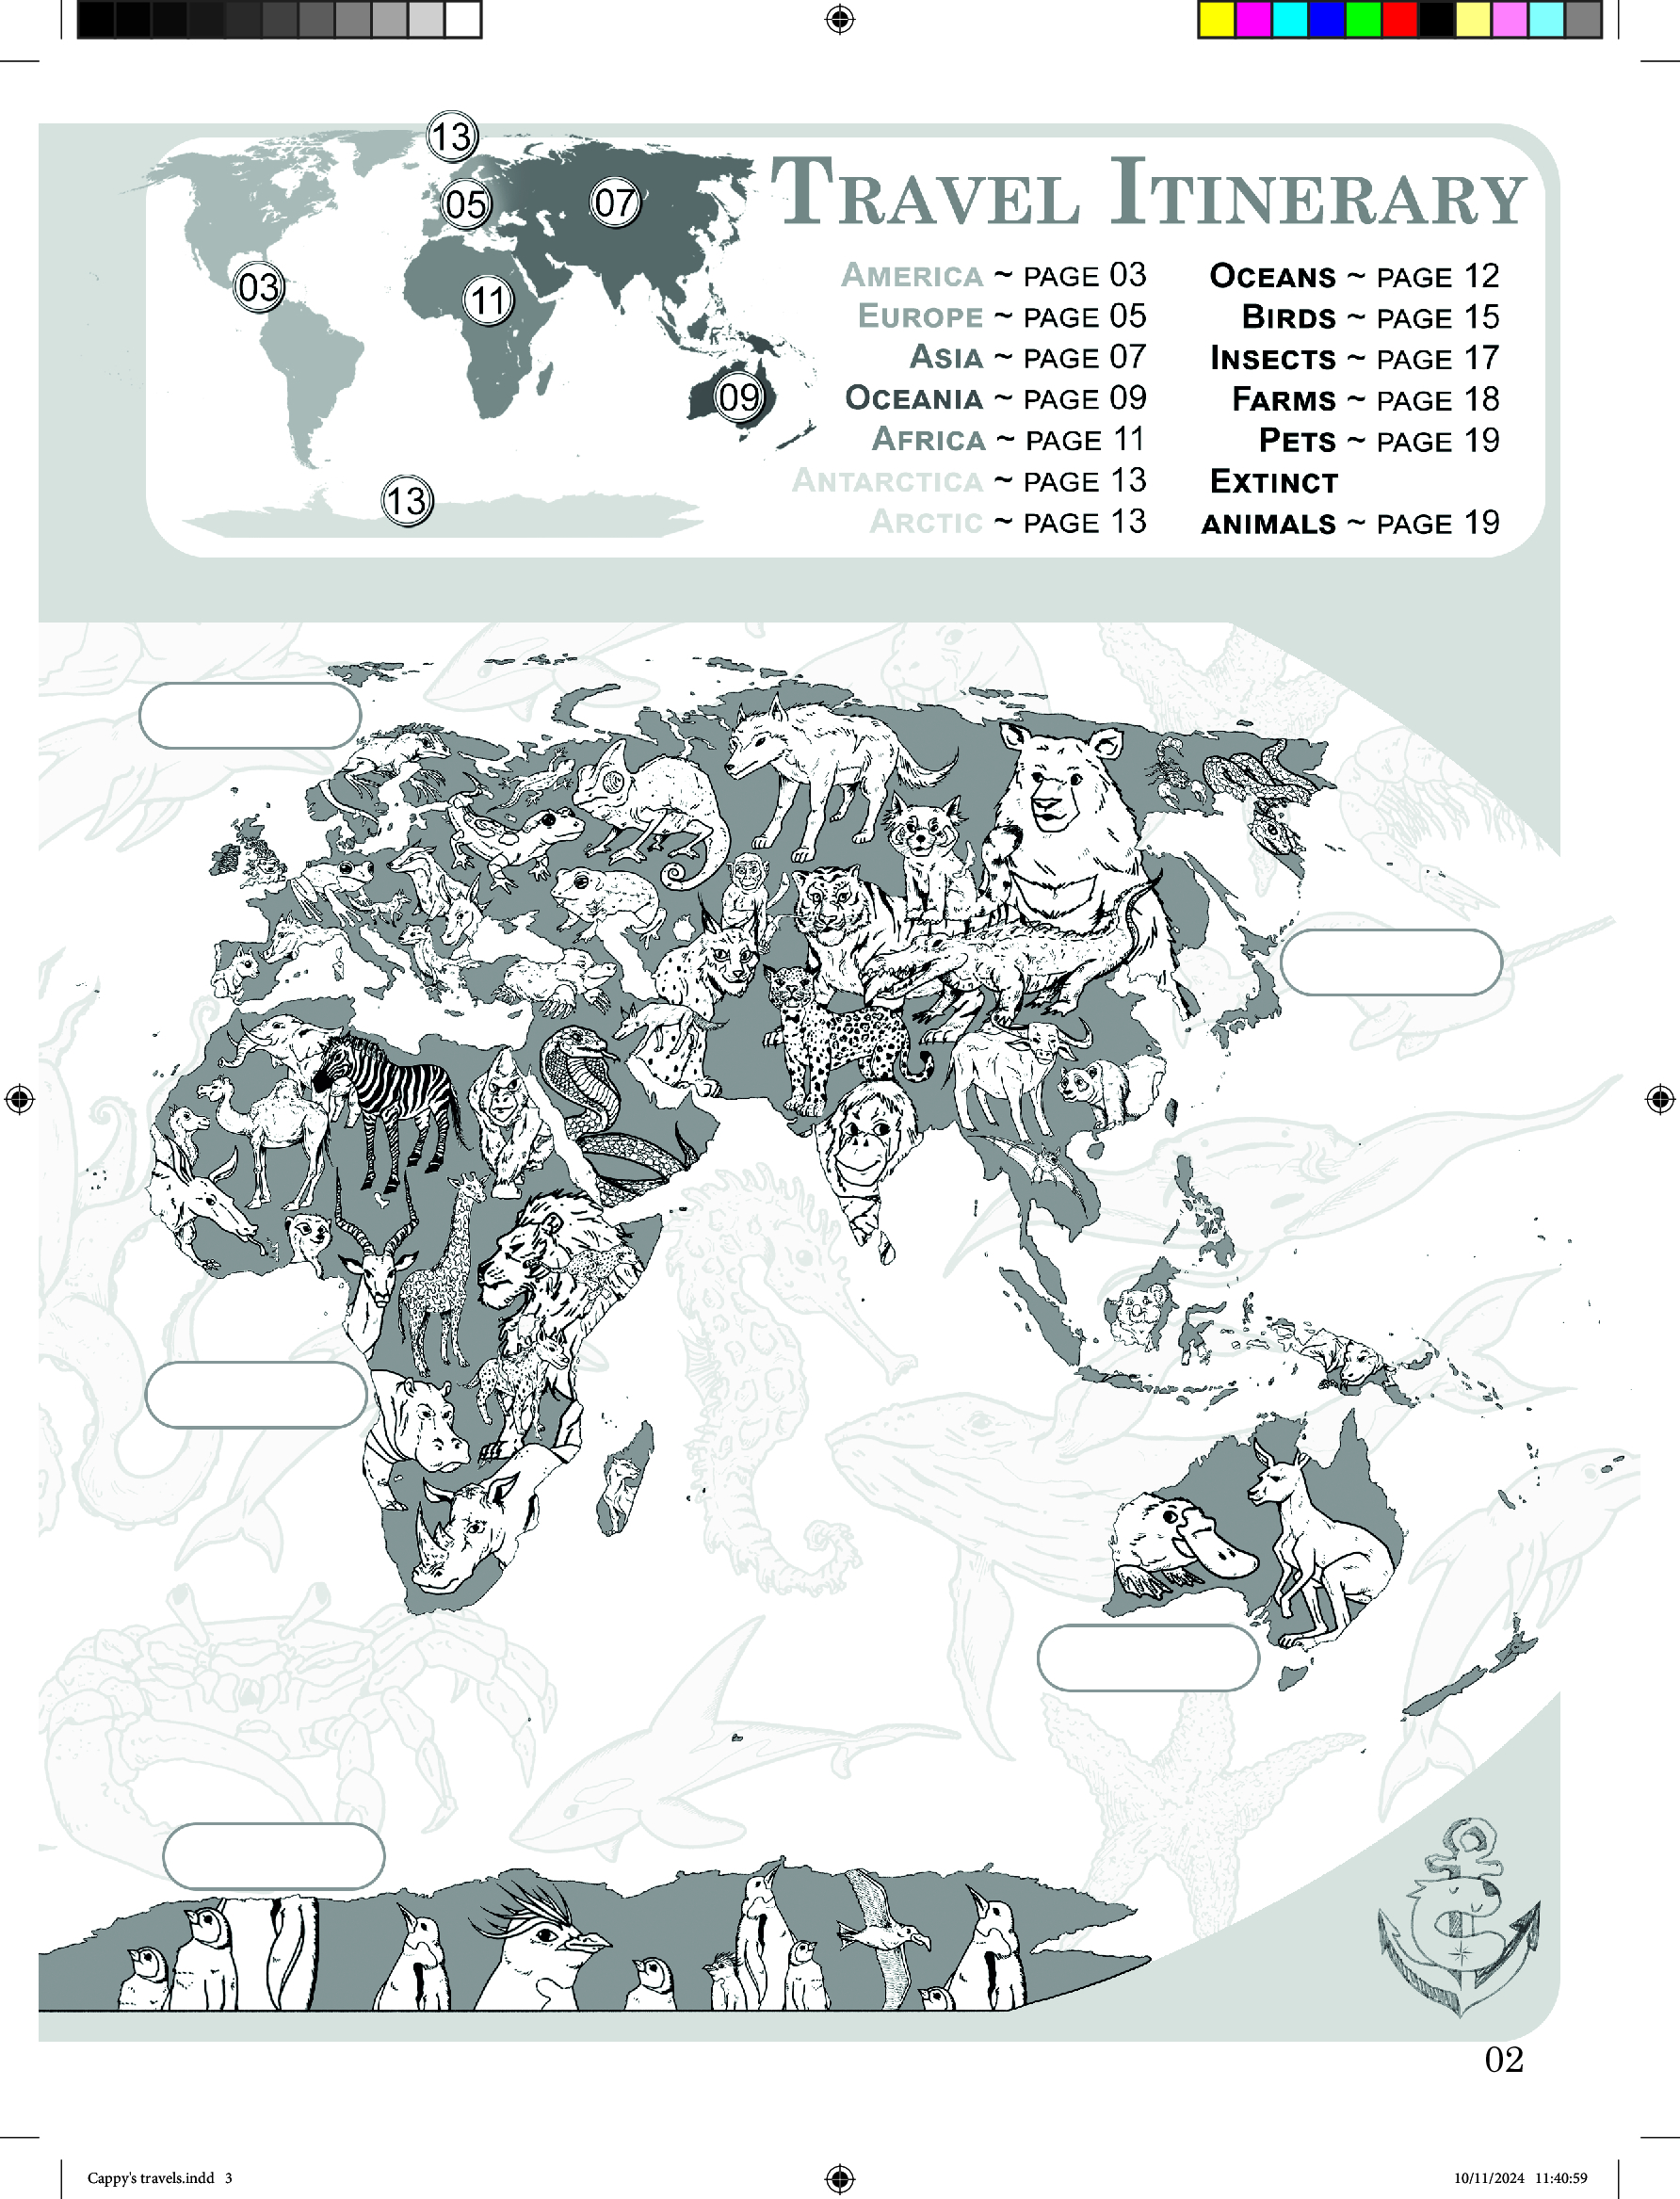 13
05
07
03
11
09
13
TRAVEL ITINERARY
AMERICA ~ PAGE 03
EUROPE ~ PAGE 05
ASIA ~ PAGE 07
OCEANIA ~ PAGE 09
AFRICA ~ PAGE 11
ANTARCTICA ~ PAGE 13
ARCTIC ~ PAGE 13
OCEANS ~ PAGE 12
BIRDS ~ PAGE 15
INSECTS ~ PAGE 17
FARMS ~ PAGE 18
PETS ~ PAGE 19
EXTINCT
ANIMALS ~ PAGE 19
02
Cappy's travels.indd 3
10/11/2024 11:40:59